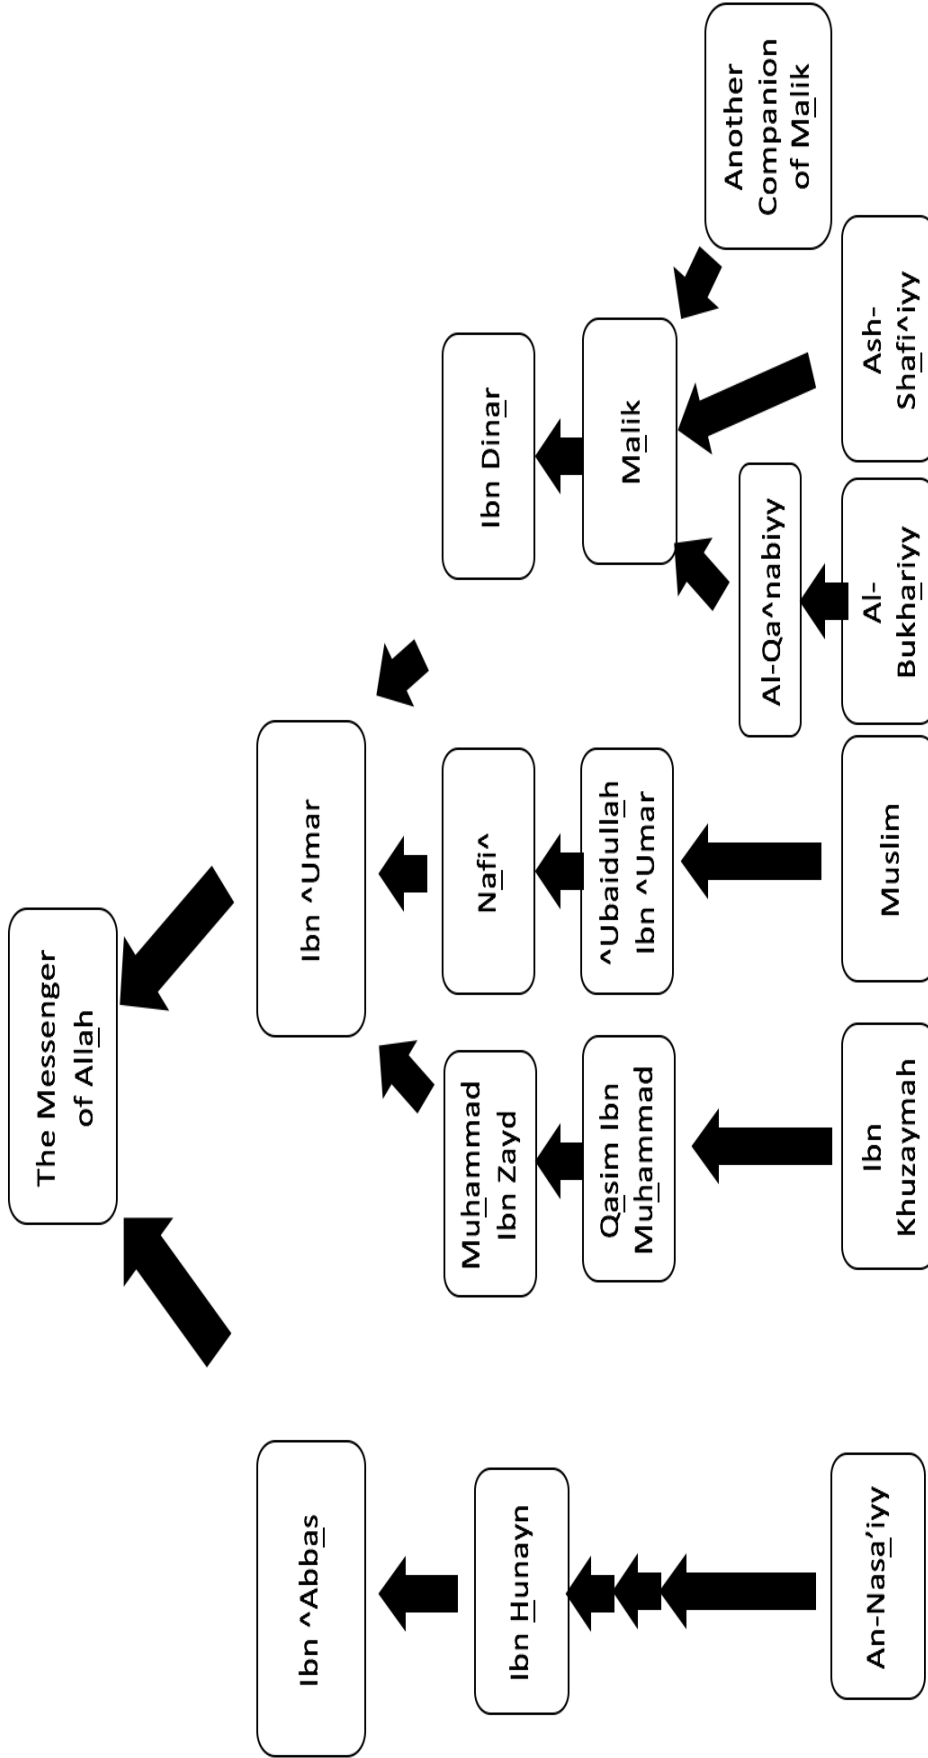 The Messenger
of Allah
Ibn ^Abbas
Ibn ^Umar
Ibn Hunayn
Muhammad
Ibn Zayd
Nafi^
Ibn Dinar
Qasim Ibn
Muhammad
^Ubaidullah
Ibn ^Umar
Malik
Al-Qa^nabiyy
Another
Companion
of Malik
An-Nasa’iyy
Ibn
Khuzaymah
Muslim
Al-
Bukhariyy
Ash-
Shafi^iyy